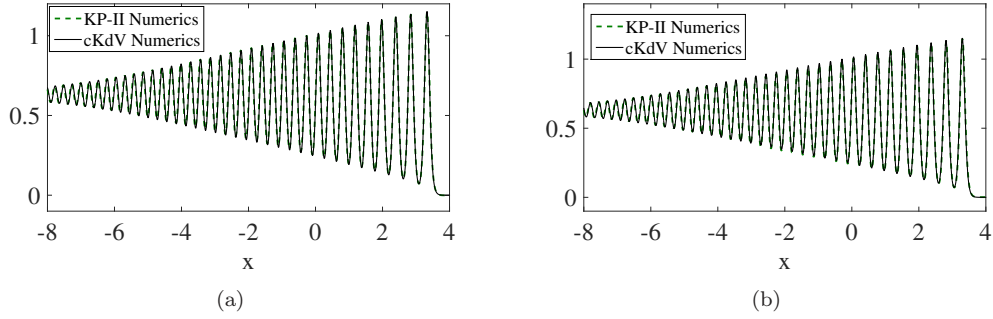 KP-II Numerics
cKdV Numerics
1
0.5
0
-8 -6 -4 -2 0 2 4
x
(a)
KP-II Numerics
cKdV Numerics
1
0.5
0
-8 -6 -4 -2 0 2 4
x
(b)